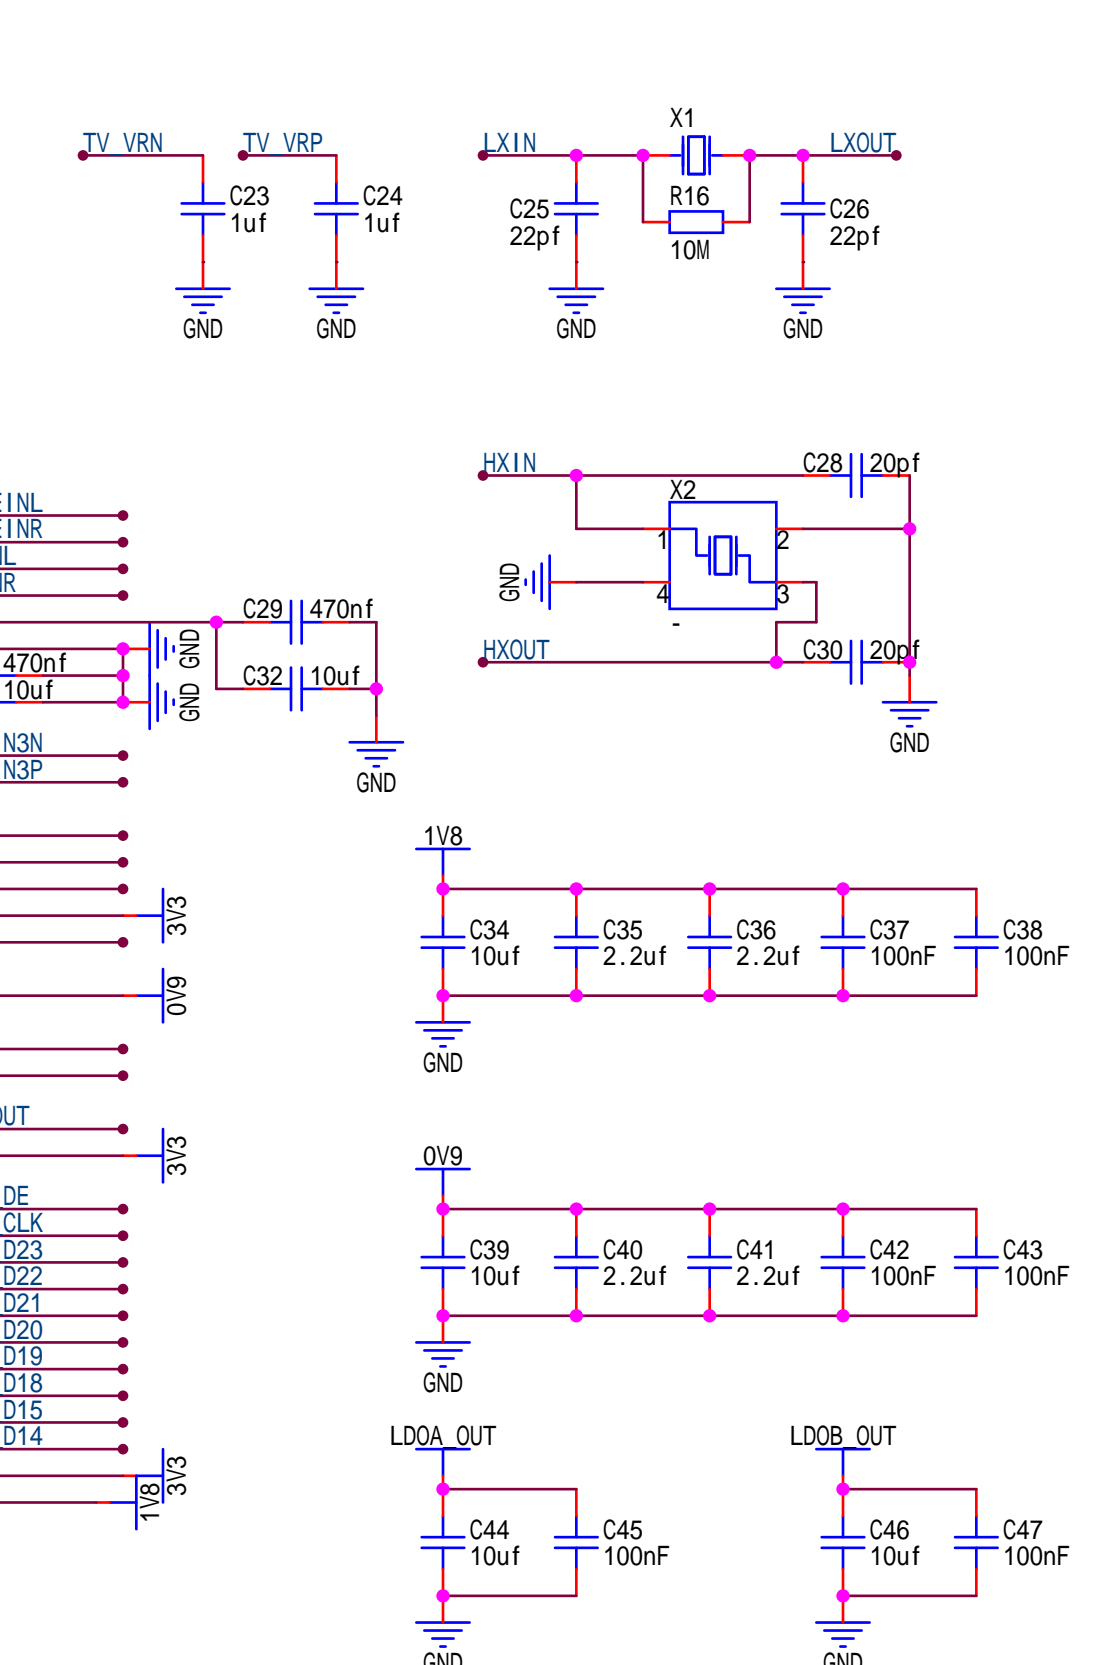 X1
TV_VRN
TV_VRP
LXIN
LXOUT
C23
1uf
C24
1uf
C25
22pf
R16
10M
C26
22pf
GND
GND
GND
GND
HXIN
C28
20pf
X2
1
2
GND
4
3
-
HXOUT
C30
20pf
GND
EINL
EINR
C29
470nf
GND
470nf
C32
10uf
10uf
GND
GND
N3N
N3P
1V8
3V3
C34
10uf
C35
2.2uf
C36
2.2uf
C37
100nF
C38
100nF
0V9
GND
OUT
3V3
0V9
DE
CLK
D23
D22
D21
D20
D19
D18
D15
D14
C39
10uf
C40
2.2uf
C41
2.2uf
C42
100nF
C43
100nF
GND
3V3
1V8
LDOA_OUT
LDOB_OUT
C44
10uf
C45
100nF
C46
10uf
C47
100nF
GND
GND